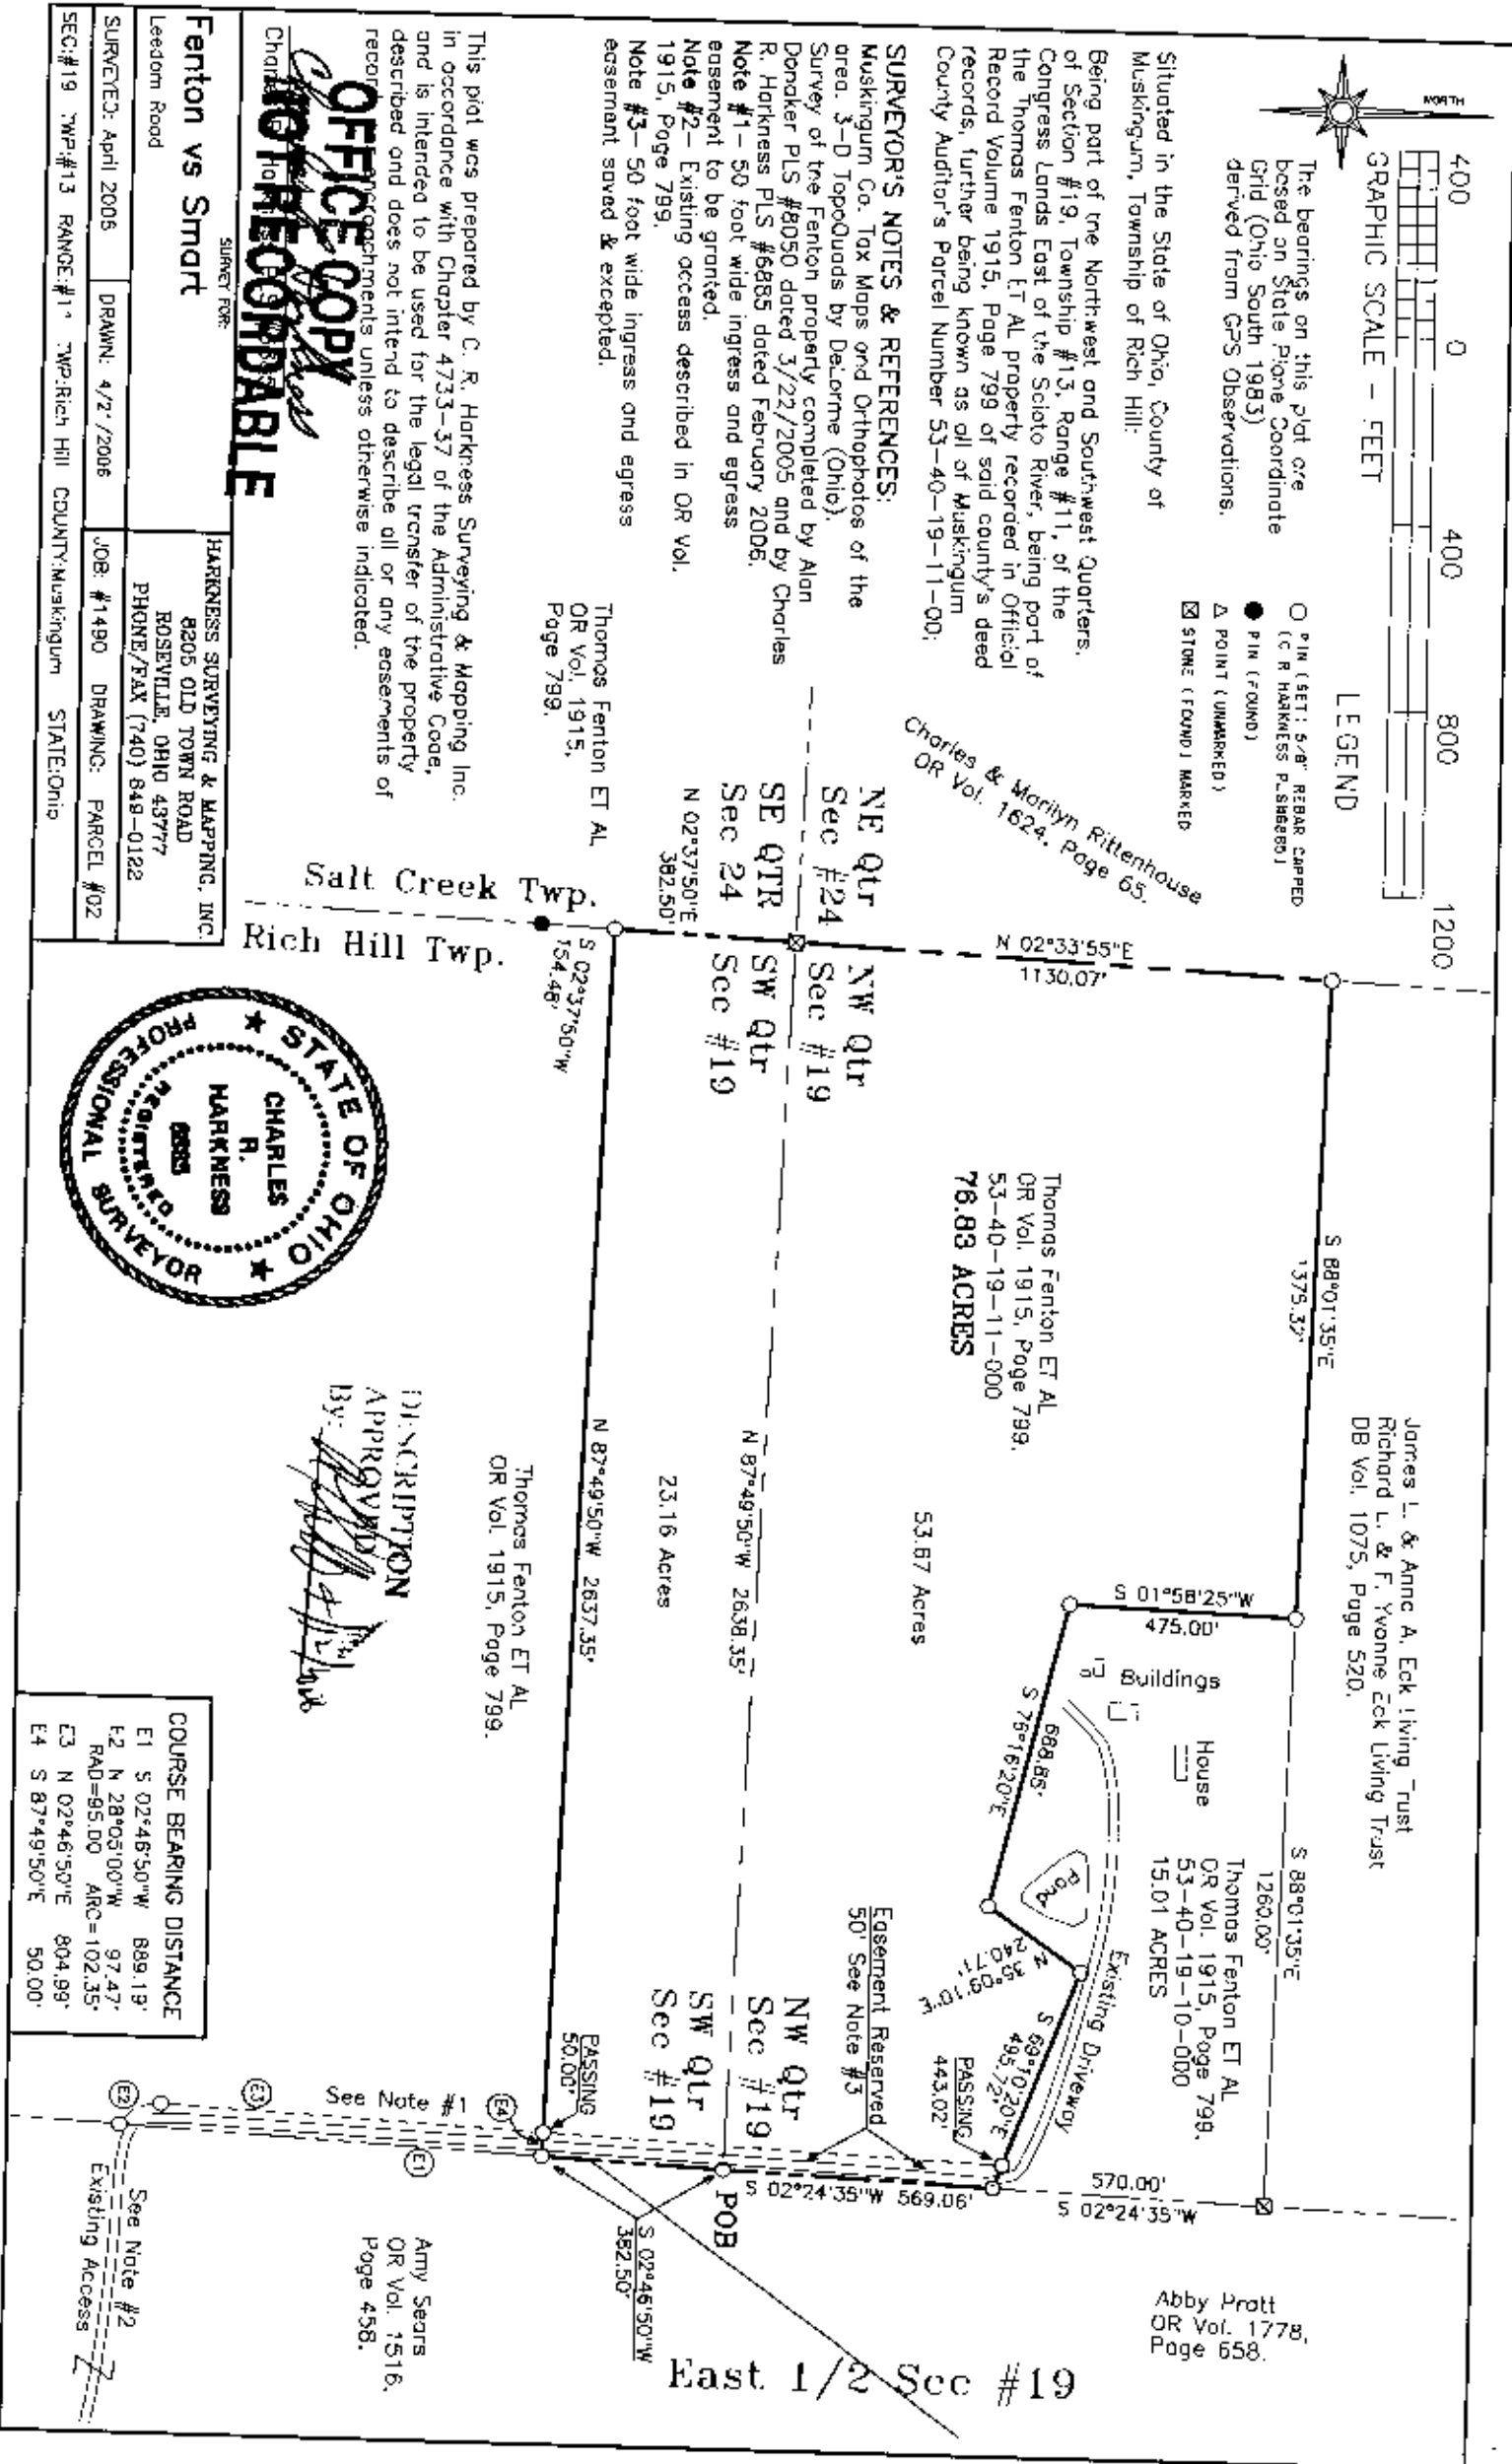 NORTH
400 0 400 800 1200
GRAPHIC SCALE - FEET
The bearings on this plat are
based on State Plane Coordinate
Grid (Ohio South 1983)
derived from GPS Observations.
LEGEND
PIN (SET: 5/8" REBAR CAPPED
(C R HARKNESS P.S#6885)
PIN (FOUND)
POINT (UNMARKED)
STONE (FOUND) MARKED
Situated in the State of Ohio, County of
Muskingum, Township of Rich Hill:
Being part of the Northwest and Southwest Quarters,
of Section #19, Township #13, Range #11, of the
Congress Lands East of the Scioto River, being part of
the Thomas Fenton ET AL property recorded in Official
Record Volume 1915, Page 799 of said county's deed
records, further being known as all of Muskingum
County Auditor's Parcel Number 53-40-19-11-00;
SURVEYOR'S NOTES & REFERENCES:
Muskingum Co. Tax Maps and Orthophotos of the
area. 3-D TopoQuads by DeLorme (Ohio).
Survey of the Fenton property completed by Alan
Donaker PLS #8050 dated 3/22/2005 and by Charles
R. Harkness PLS #6885 dated February 2006.
Note #1- 50 foot wide ingress and egress
easement to be granted.
Note #2- Existing access described in OR Vol.
1915, Page 799.
Note #3- 50 foot wide ingress and egress
easement saved & excepted.
This plat was prepared by C. R. Harkness Surveying & Mapping Inc.
in accordance with Chapter 4733-37 of the Administrative Code,
and is intended to be used for the legal transfer of the property
described and does not intend to describe all or any easements of
record encroachments unless otherwise indicated.
OFFICE COPY
NOT RECORDABLE
SURVEY FOR:
Fenton vs Smart
Leedom Road
HARKNESS SURVEYING & MAPPING, INC.
8205 OLD TOWN ROAD
ROSEVILLE, OHIO 43777
PHONE/FAX (740) 849-0122
SURVEYED: April 2006 DRAWN: 4/21/2006 JOB: #1490 DRAWING: PARCEL #02
SEC:#19 TWP:#13 RANGE:#11 TWP:Rich Hill COUNTY:Muskingum STATE:Ohio
Charles & Marilyn Rittenhouse
OR Vol. 1624, Page 65.
NE Qtr
Sec #24
SE QTR
Sec 24
NW Qtr
Sec #19
SW Qtr
Sec #19
N 02°33'55"E
1130.07'
N 02°37'50"E
382.50'
Thomas Fenton ET AL
OR Vol. 1915,
Page 799.
Salt Creek Twp.
Rich Hill Twp.
S 02°37'50"W
154.46'
STATE OF OHIO
CHARLES
R.
HARKNESS
6885
REGISTERED
PROFESSIONAL SURVEYOR
S 88°01'35"E
1375.37'
James L. & Anna A. Eck Living Trust
Richard L. & F. Yvonne Eck Living Trust
DB Vol. 1075, Page 520.
Thomas Fenton ET AL
OR Vol. 1915, Page 799.
53-40-19-11-000
76.83 ACRES
53.67 Acres
N 87°49'50"W 2638.35'
23.16 Acres
N 87°49'50"W 2637.35'
Thomas Fenton ET AL
OR Vol. 1915, Page 799.
DESCRIPTION
APPROVED
By:
S 01°58'25"W
475.00'
Buildings
House
688.85'
S 75°16'20"E
Pond
N 35°09'10"E
240.71'
S 69°10'20"E
495.72'
Existing Driveway
S 88°01'35"E
1260.00'
Thomas Fenton ET AL
OR Vol. 1915, Page 799.
53-40-19-10-000
15.01 ACRES
PASSING
443.02'
Easement Reserved
50' See Note #3
NW Qtr
Sec #19
SW Qtr
Sec #19
570.00'
S 02°24'35"W
S 02°24'35"W 569.06'
POB
PASSING
50.00'
S 02°46'50"W
382.50'
Abby Pratt
OR Vol. 1778,
Page 658.
East 1/2 Sec #19
Amy Sears
OR Vol. 1516,
Page 458.
See Note #1
E1
E2
E3
E4
See Note #2
Existing Access
COURSE BEARING DISTANCE
E1 S 02°46'50"W 889.19'
E2 N 28°05'00"W 97.47'
RAD=95.00 ARC=102.35'
E3 N 02°46'50"E 804.99'
E4 S 87°49'50"E 50.00'